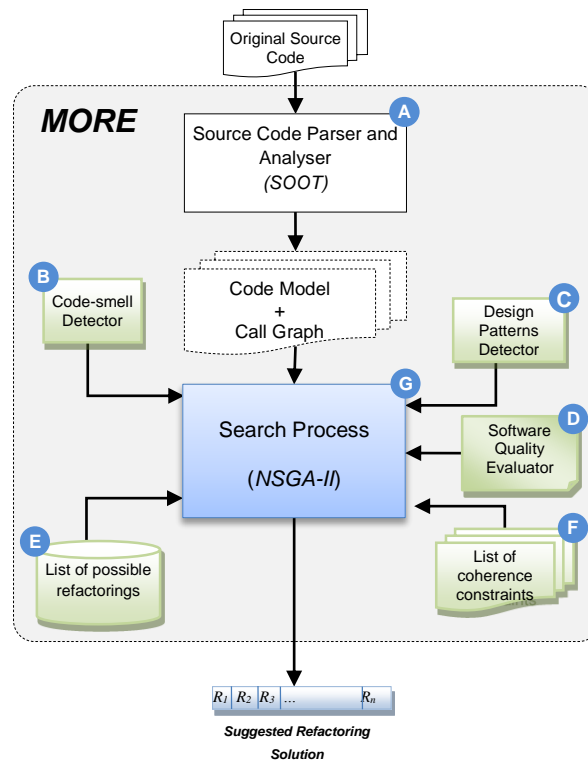 Original Source
Code
MORE
A
Source Code Parser and
Analyser
(SOOT)
B
Code-smell
Detector
Code Model
+
Call Graph
C
Design
Patterns
Detector
G
Search Process
(NSGA-II)
D
Software
Quality
Evaluator
E
List of possible
refactorings
F
List of
coherence
constraints
R1 R2 R3 ... Rn
Suggested Refactoring
Solution